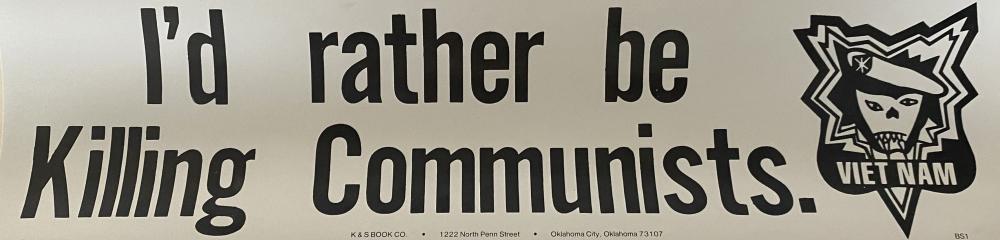 I'd rather be
Killing Communists.
VIET NAM
K & S BOOK CO. • 1222 North Penn Street • Oklahoma City, Oklahoma 73107
BS1